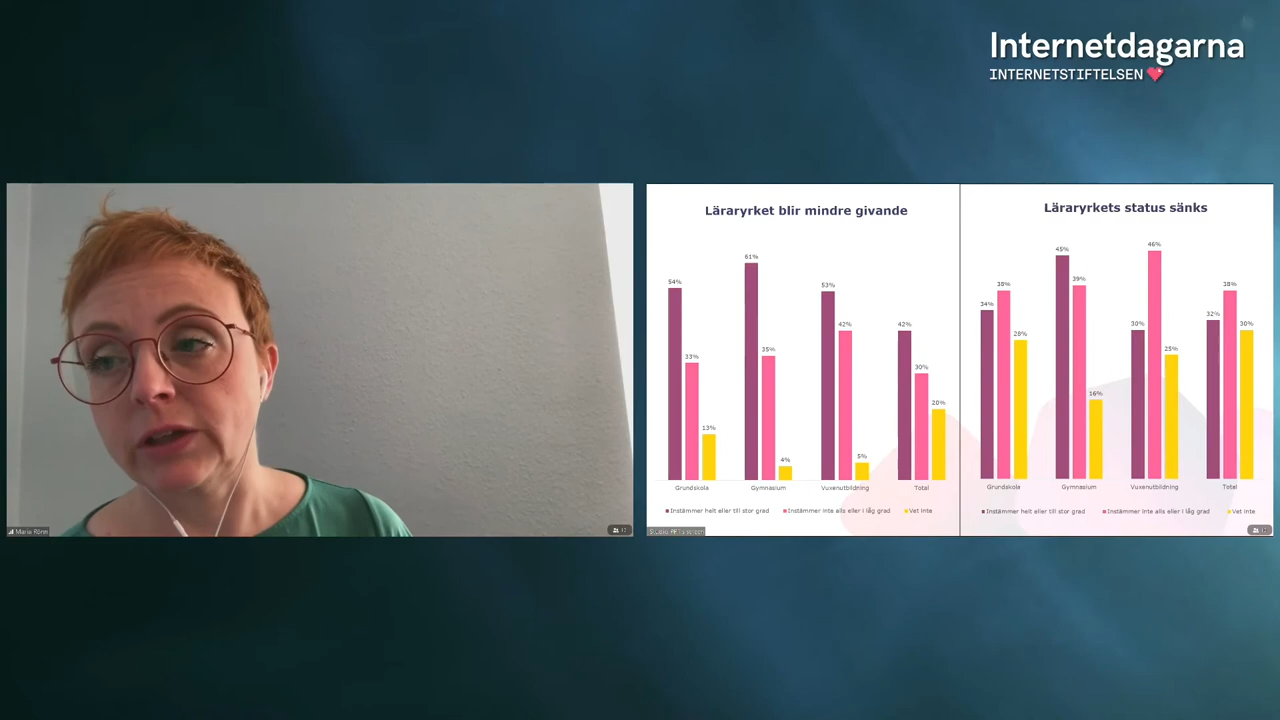 Internetdagarna
INTERNETSTIFTELSEN
Läraryrket blir mindre givande
54%
33%
13%
61%
35%
4%
53%
42%
5%
42%
30%
20%
Grundskola
Gymnasium
Vuxenutbildning
Total
Instämmer helt eller till stor grad
Instämmer inte alls eller i låg grad
Vet inte
Läraryrkets status sänks
34%
38%
28%
45%
39%
16%
30%
46%
25%
32%
38%
30%
Grundskola
Gymnasium
Vuxenutbildning
Total
Instämmer helt eller till stor grad
Instämmer inte alls eller i låg grad
Vet inte
Maria Rönn